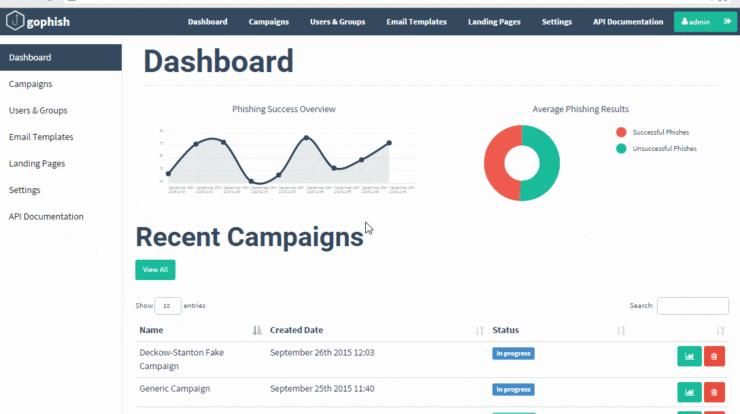 gophish
Dashboard Campaigns Users & Groups Email Templates Landing Pages Settings API Documentation admin
Dashboard
Campaigns
Users & Groups
Email Templates
Landing Pages
Settings
API Documentation
Dashboard
Phishing Success Overview
Average Phishing Results
Successful Phishes
Unsuccessful Phishes
Recent Campaigns
View All
Show 10 entries
Search:
Name Created Date Status
Deckow-Stanton Fake
Campaign
September 26th 2015 12:03
In progress
Generic Campaign
September 25th 2015 11:40
In progress